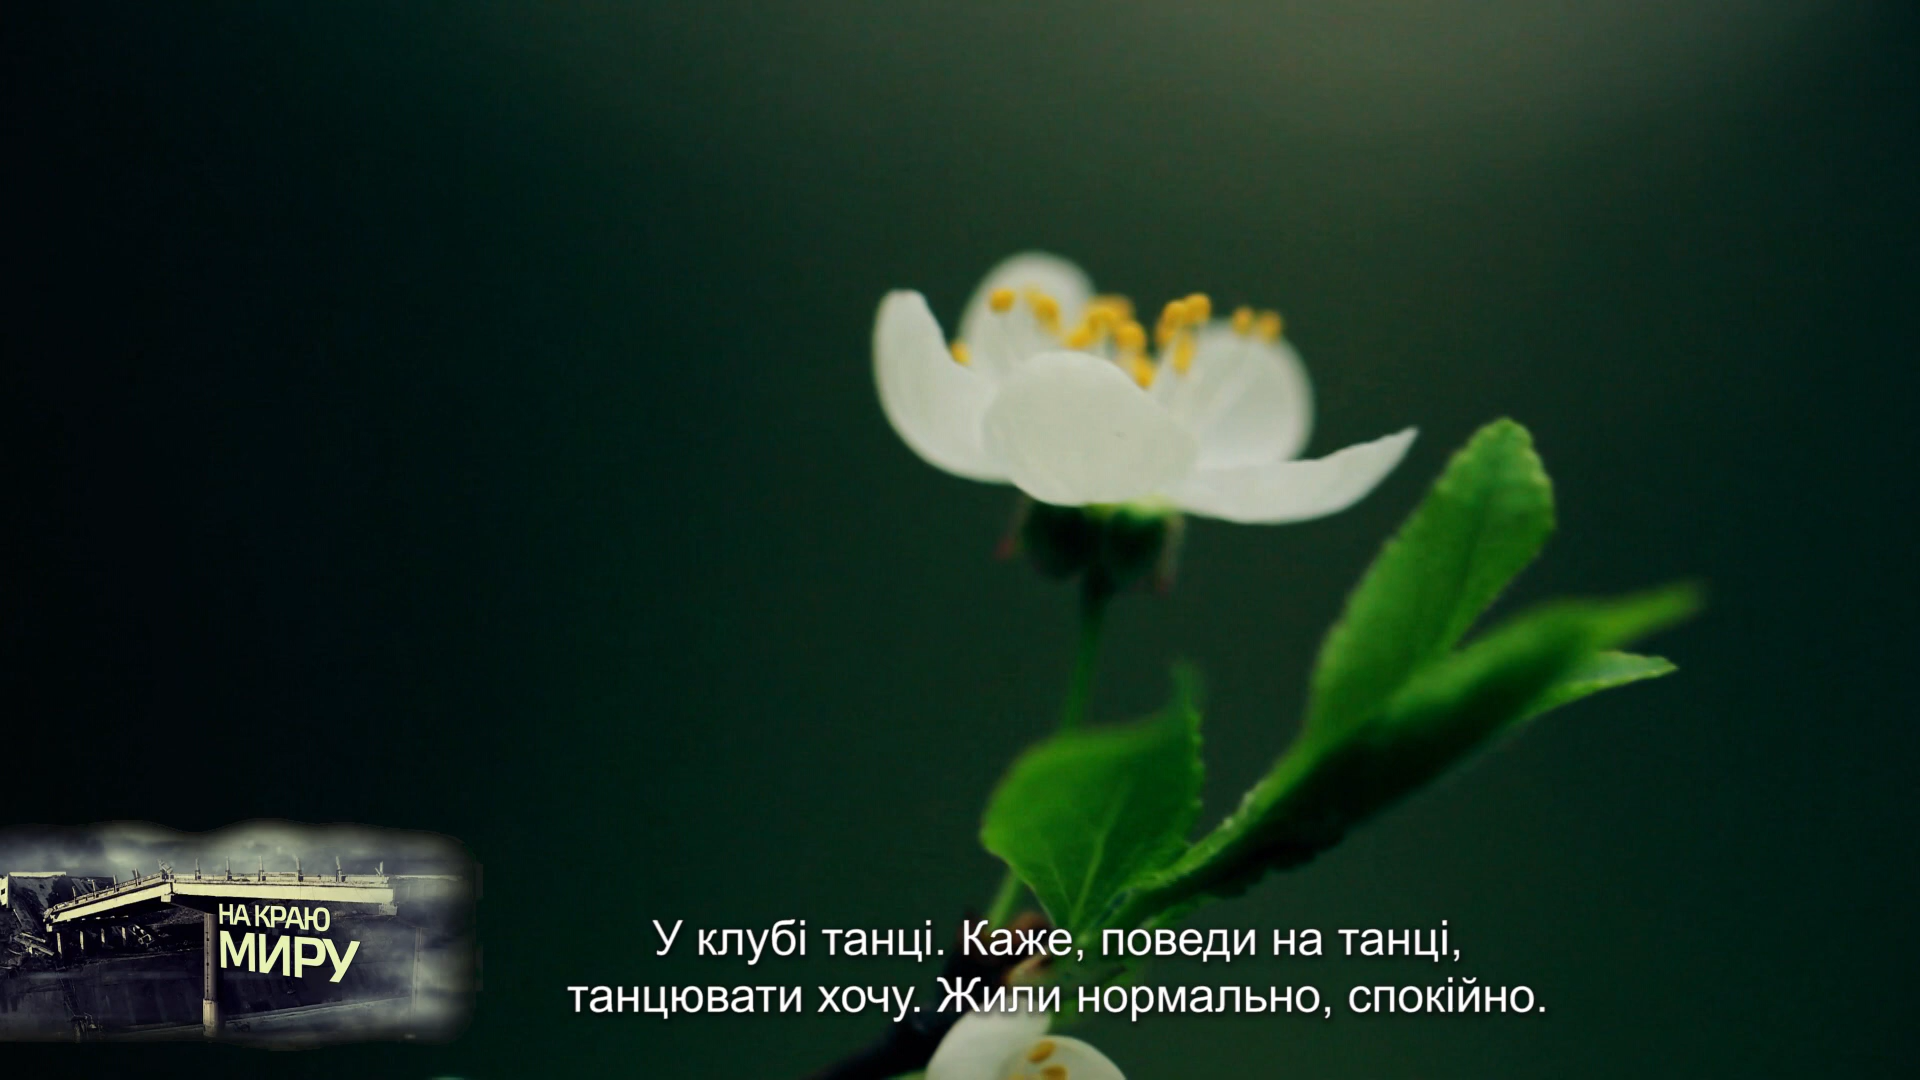 НА КРАЮ
МИРУ
У клубі танці. Каже, поведи на танці,
танцювати хочу. Жили нормально, спокійно.